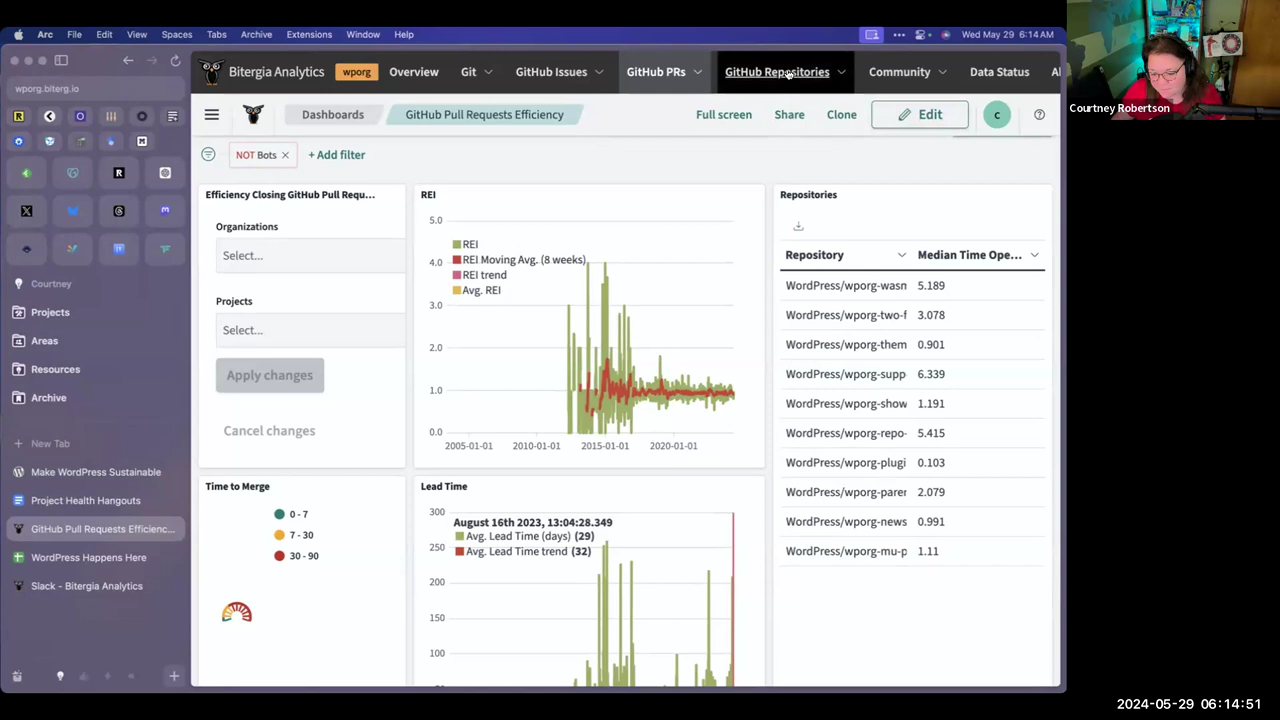 Arc File Edit View Spaces Tabs Archive Extensions Window Help
Wed May 29 6:14 AM
wporg.biterg.io
Bitergia Analytics wporg Overview Git GitHub Issues GitHub PRs GitHub Repositories Community Data Status
Dashboards GitHub Pull Requests Efficiency Full screen Share Clone Edit c
NOT Bots + Add filter
Courtney
Projects
Areas
Resources
Archive
New Tab
Make WordPress Sustainable
Project Health Hangouts
GitHub Pull Requests Efficienc...
WordPress Happens Here
Slack - Bitergia Analytics
Efficiency Closing GitHub Pull Requ...
Organizations
Select...
Projects
Select...
Apply changes
Cancel changes
REI
5.0
4.0
3.0
2.0
1.0
0.0
REI
REI Moving Avg. (8 weeks)
REI trend
Avg. REI
2005-01-01 2010-01-01 2015-01-01 2020-01-01
Repositories
Repository Median Time Ope...
WordPress/wporg-wasn 5.189
WordPress/wporg-two-f 3.078
WordPress/wporg-them 0.901
WordPress/wporg-supp 6.339
WordPress/wporg-show 1.191
WordPress/wporg-repo- 5.415
WordPress/wporg-plugi 0.103
WordPress/wporg-parer 2.079
WordPress/wporg-news 0.991
WordPress/wporg-mu-p 1.11
Time to Merge
0 - 7
7 - 30
30 - 90
Lead Time
300
250
200
150
100
August 16th 2023, 13:04:28.349
Avg. Lead Time (days) (29)
Avg. Lead Time trend (32)
Courtney Robertson
2024-05-29 06:14:51